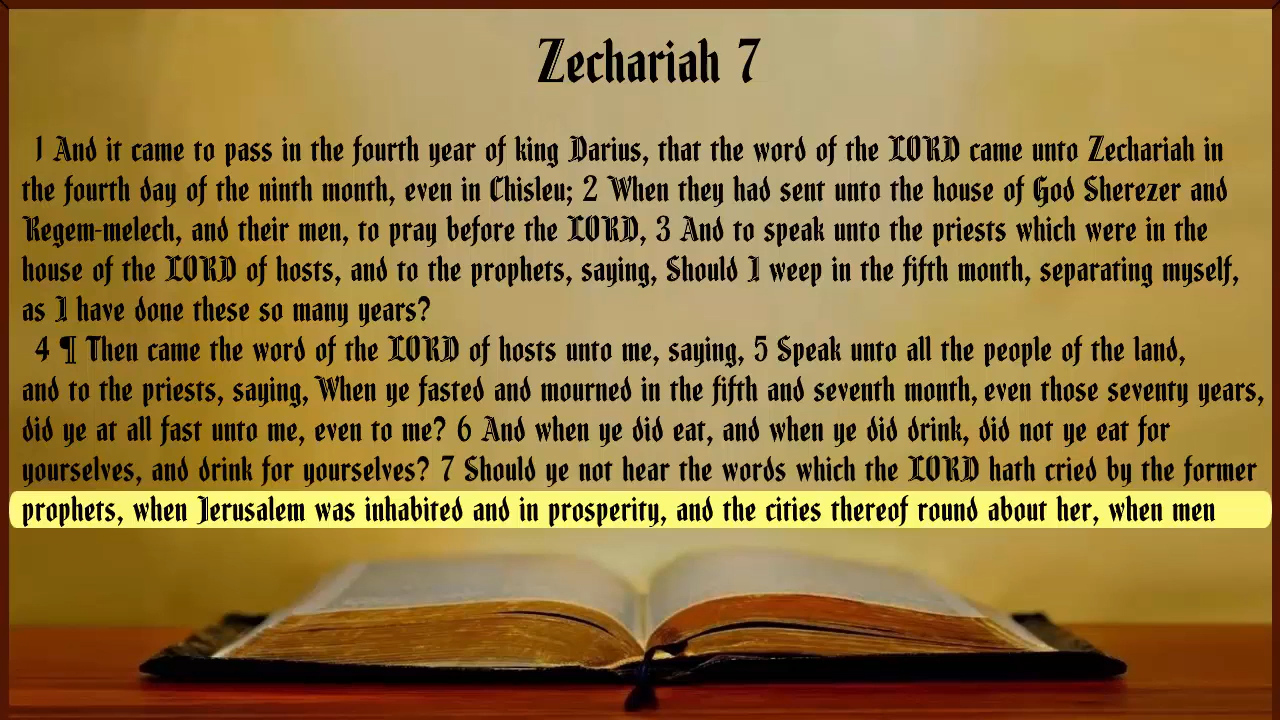 Zechariah 7
1 And it came to pass in the fourth year of king Darius, that the word of the LORD came unto Zechariah in
the fourth day of the ninth month, even in Chisleu; 2 When they had sent unto the house of God Sherezer and
Regem-melech, and their men, to pray before the LORD, 3 And to speak unto the priests which were in the
house of the LORD of hosts, and to the prophets, saying, Should I weep in the fifth month, separating myself,
as I have done these so many years?
4 ¶ Then came the word of the LORD of hosts unto me, saying, 5 Speak unto all the people of the land,
and to the priests, saying, When ye fasted and mourned in the fifth and seventh month, even those seventy years,
did ye at all fast unto me, even to me? 6 And when ye did eat, and when ye did drink, did not ye eat for
yourselves, and drink for yourselves? 7 Should ye not hear the words which the LORD hath cried by the former
prophets, when Jerusalem was inhabited and in prosperity, and the cities thereof round about her, when men